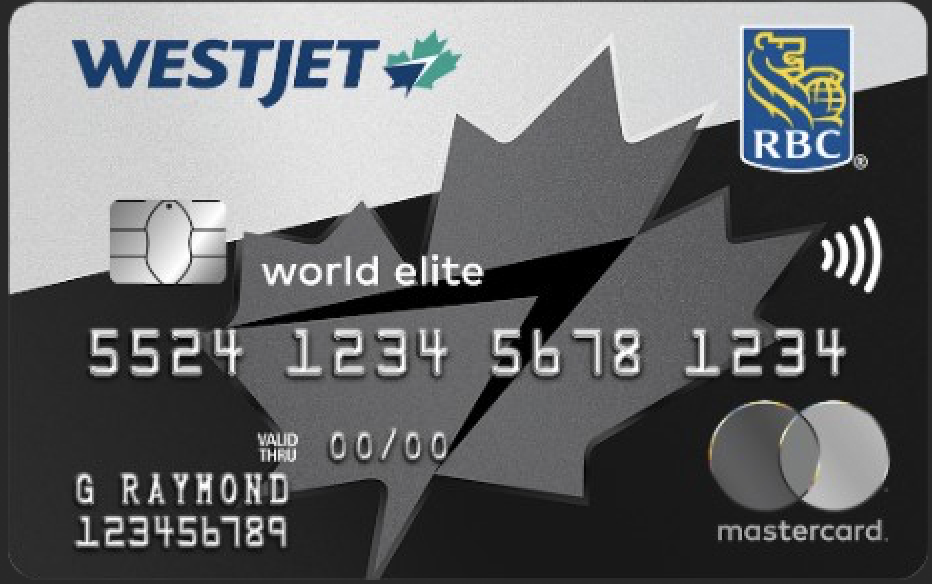 WESTJET
RBC®
world elite
5524 1234 5678 1234
VALID THRU 00/00
G RAYMOND
123456789
mastercard.